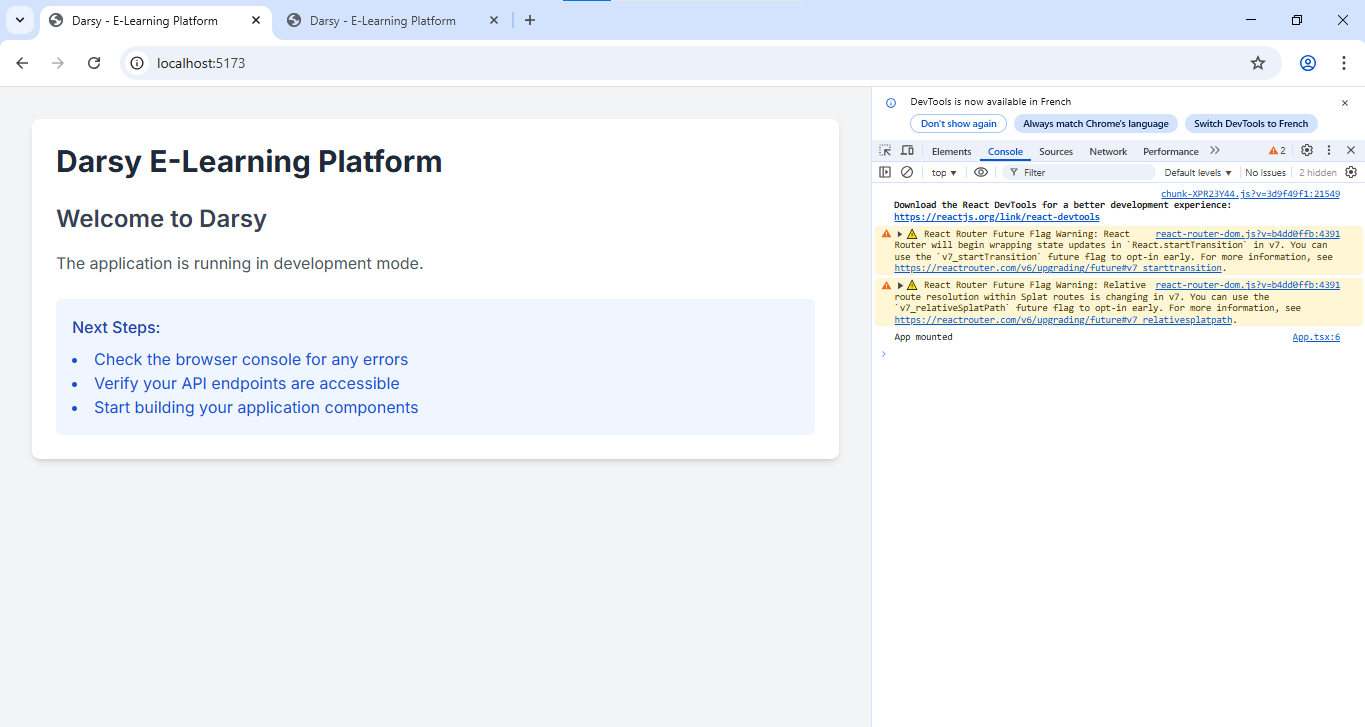 Darsy - E-Learning Platform
Darsy - E-Learning Platform
localhost:5173
Darsy E-Learning Platform
Welcome to Darsy
The application is running in development mode.
Next Steps:
Check the browser console for any errors
Verify your API endpoints are accessible
Start building your application components
DevTools is now available in French
Don't show again
Always match Chrome's language
Switch DevTools to French
Elements
Console
Sources
Network
Performance
2
top
Filter
Default levels
No Issues
2 hidden
chunk-XPR23Y44.js?v=3d9f49f1:21549
Download the React DevTools for a better development experience:
https://reactjs.org/link/react-devtools
React Router Future Flag Warning: React react-router-dom.js?v=b4dd0ffb:4391
Router will begin wrapping state updates in `React.startTransition` in v7. You can
use the `v7_startTransition` future flag to opt-in early. For more information, see
https://reactrouter.com/v6/upgrading/future#v7_starttransition.
React Router Future Flag Warning: Relative react-router-dom.js?v=b4dd0ffb:4391
route resolution within Splat routes is changing in v7. You can use the
`v7_relativeSplatPath` future flag to opt-in early. For more information, see
https://reactrouter.com/v6/upgrading/future#v7_relativesplatpath.
App mounted App.tsx:6